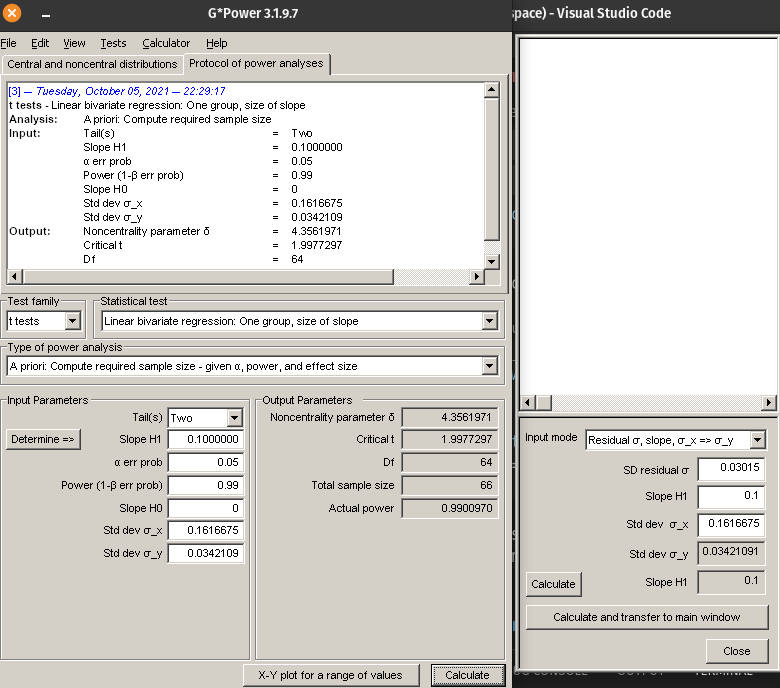 G*Power 3.1.9.7
space) - Visual Studio Code
File Edit View Tests Calculator Help
Central and noncentral distributions Protocol of power analyses
[3] -- Tuesday, October 05, 2021 -- 22:29:17
t tests - Linear bivariate regression: One group, size of slope
Analysis: A priori: Compute required sample size
Input: Tail(s) = Two
Slope H1 = 0.1000000
α err prob = 0.05
Power (1-β err prob) = 0.99
Slope H0 = 0
Std dev σ_x = 0.1616675
Std dev σ_y = 0.0342109
Output: Noncentrality parameter δ = 4.3561971
Critical t = 1.9977297
Df = 64
Test family
t tests
Statistical test
Linear bivariate regression: One group, size of slope
Type of power analysis
A priori: Compute required sample size - given α, power, and effect size
Input Parameters
Tail(s) Two
Determine => Slope H1 0.1000000
α err prob 0.05
Power (1-β err prob) 0.99
Slope H0 0
Std dev σ_x 0.1616675
Std dev σ_y 0.0342109
Output Parameters
Noncentrality parameter δ 4.3561971
Critical t 1.9977297
Df 64
Total sample size 66
Actual power 0.9900970
X-Y plot for a range of values Calculate
Input mode Residual σ, slope, σ_x => σ_y
SD residual σ 0.03015
Slope H1 0.1
Std dev σ_x 0.1616675
Std dev σ_y 0.03421091
Calculate Slope H1 0.1
Calculate and transfer to main window
Close